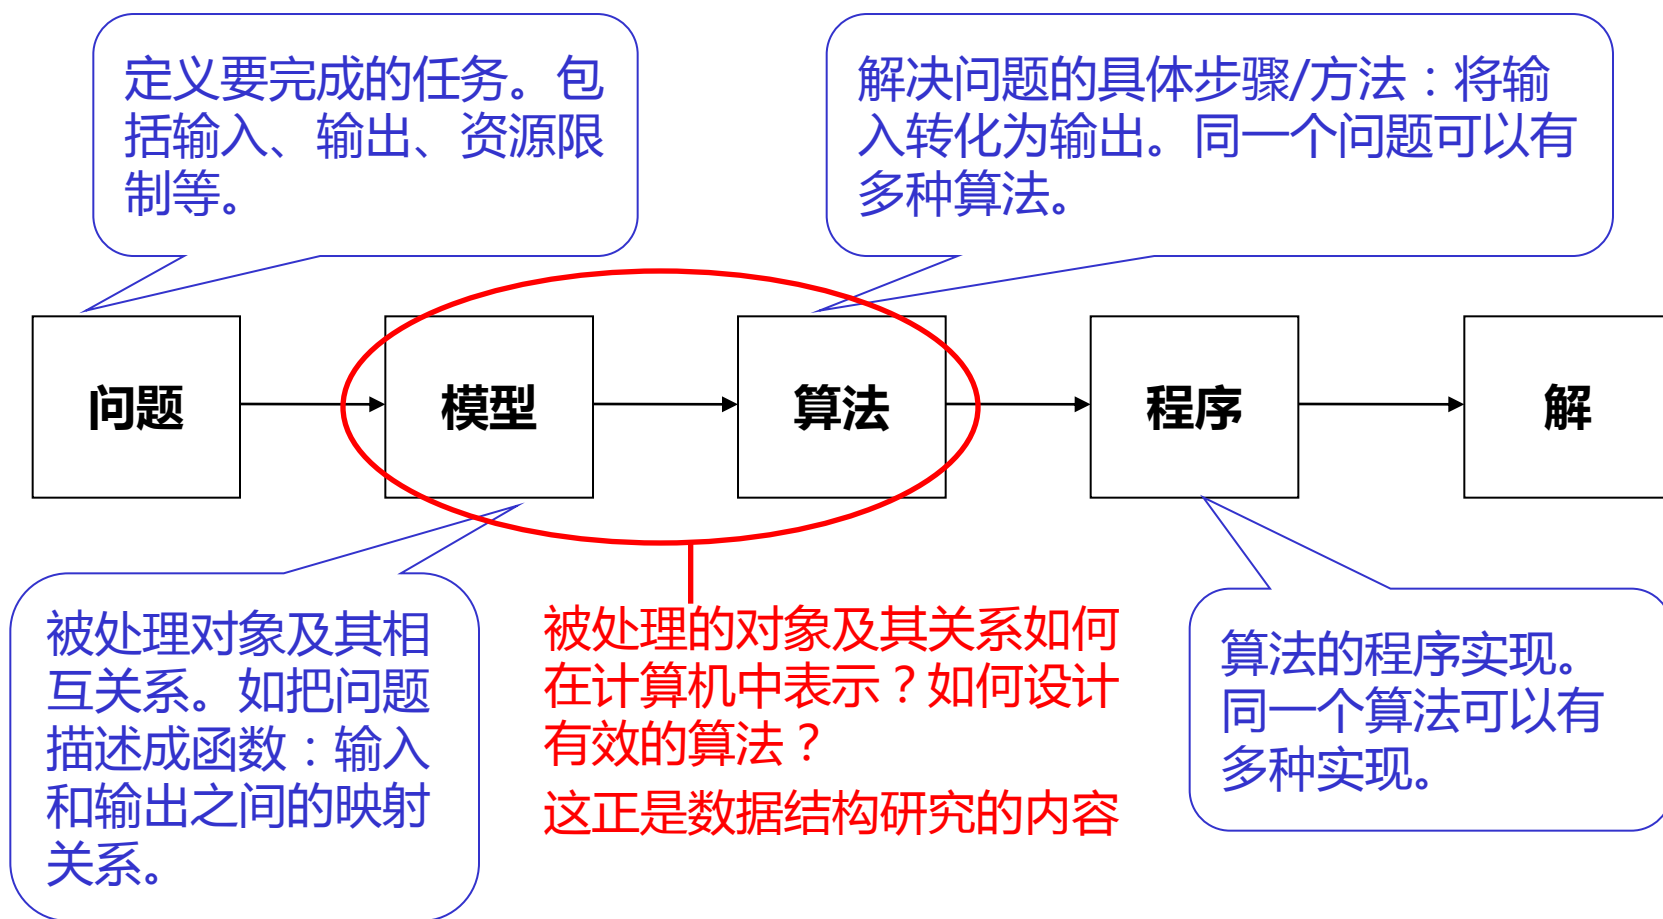 定义要完成的任务。包
括输入、输出、资源限
制等。
解决问题的具体步骤/方法：将输
入转化为输出。同一个问题可以有
多种算法。
问题
模型
算法
程序
解
被处理对象及其相
互关系。如把问题
描述成函数：输入
和输出之间的映射
关系。
被处理的对象及其关系如何
在计算机中表示？如何设计
有效的算法？
这正是数据结构研究的内容
算法的程序实现。
同一个算法可以有
多种实现。